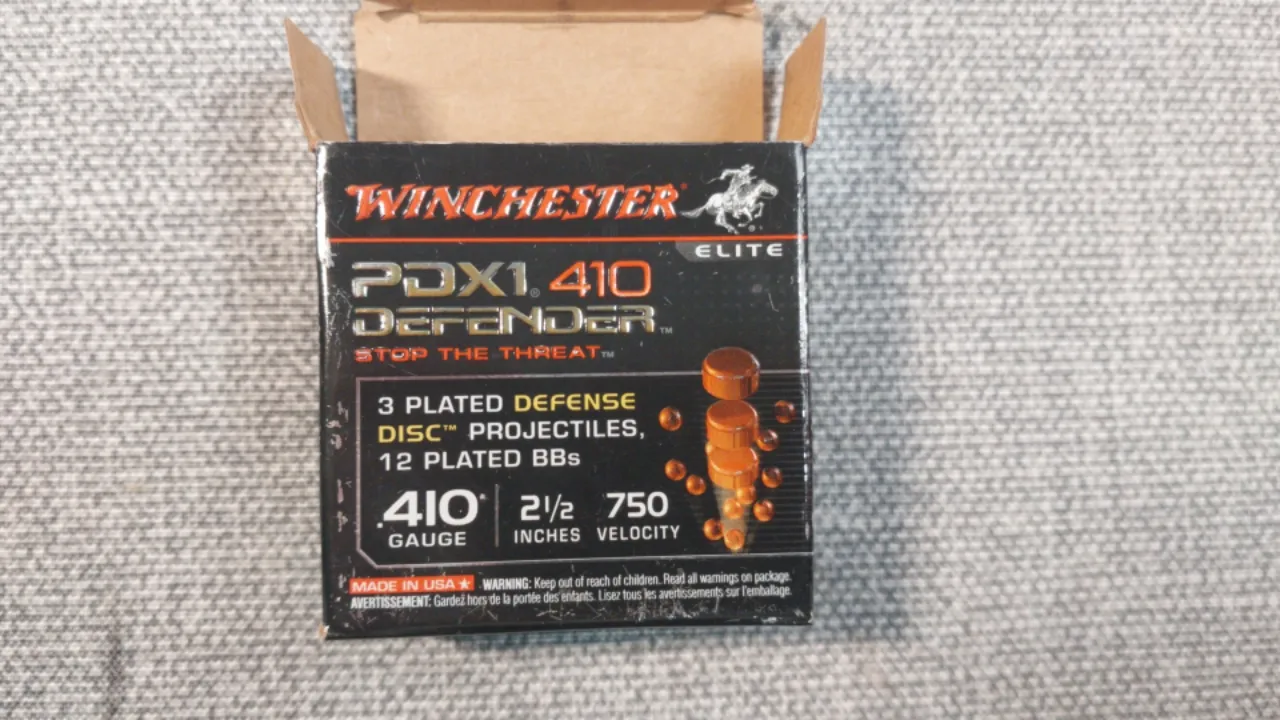 WINCHESTER®
ELITE
PDX1® 410
DEFENDER™
STOP THE THREAT™
3 PLATED DEFENSE
DISC™ PROJECTILES,
12 PLATED BBs
.410 2 1/2 750
GAUGE INCHES VELOCITY
MADE IN USA ★ WARNING: Keep out of reach of children. Read all warnings on package.
AVERTISSEMENT: Gardez hors de la portée des enfants. Lisez tous les avertissements sur l'emballage.